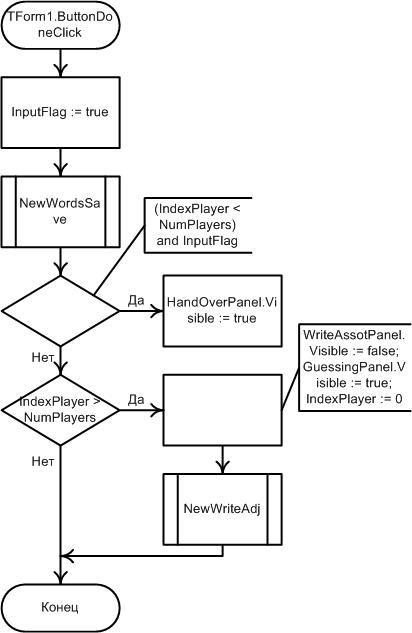 TForm1.ButtonDo
neClick
InputFlag := true
NewWordsSa
ve
(IndexPlayer <
NumPlayers)
and InputFlag
Да
HandOverPanel.Vi
sible := true
Нет
IndexPlayer >
NumPlayers
Да
WriteAssotPanel.
Visible := false;
GuessingPanel.V
isible := true;
IndexPlayer := 0
Нет
NewWriteAdj
Конец